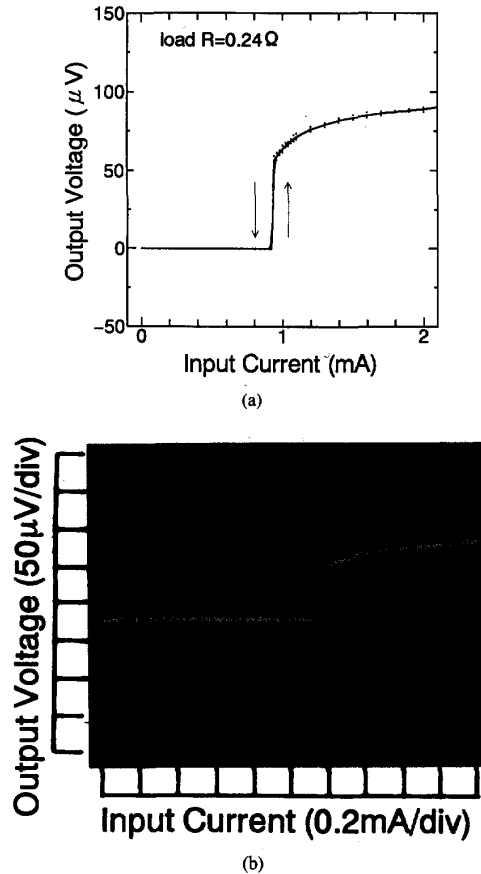 150
load R=0.24Ω
100
50
0
−50
Output Voltage (μV)
0 1 2
Input Current (mA)
(a)
Output Voltage (50μV/div)
Input Current (0.2mA/div)
(b)